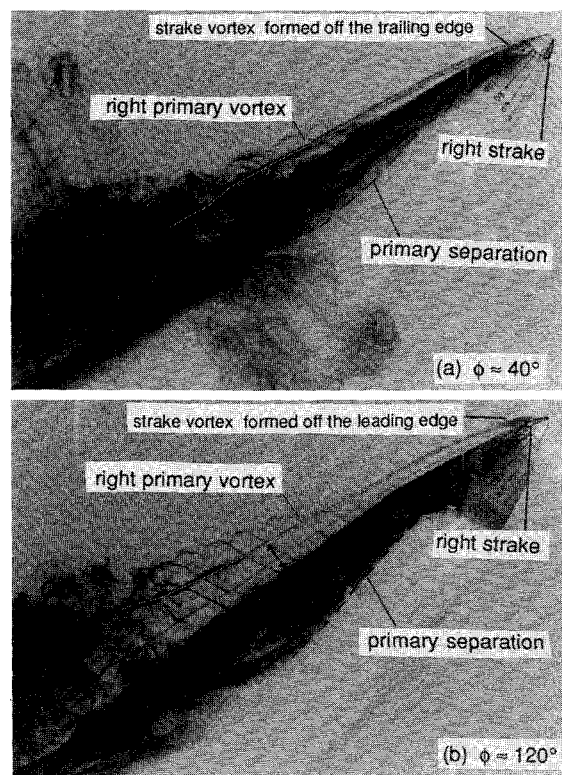 strake vortex formed off the trailing edge
right primary vortex
right strake
primary separation
(a) ϕ ≈ 40°
strake vortex formed off the leading edge
right primary vortex
right strake
primary separation
(b) ϕ ≈ 120°